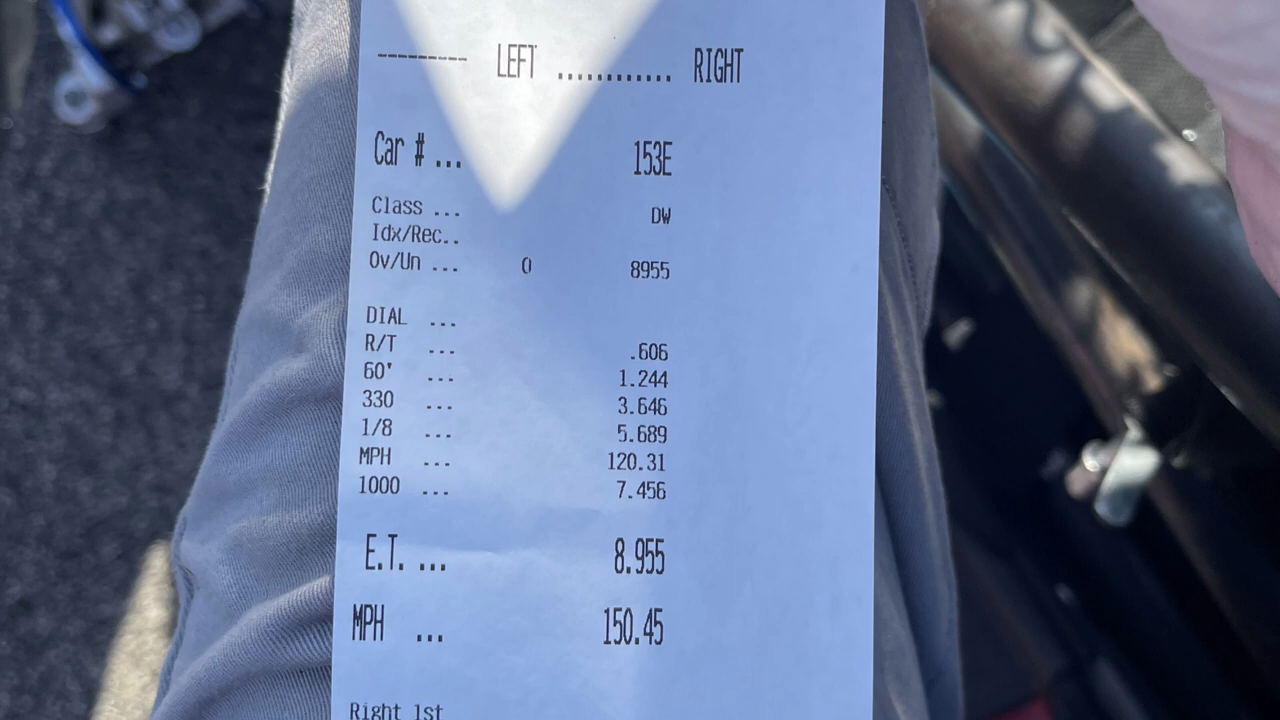 -------- LEFT ............ RIGHT
Car # ... 153E
Class ... DW
Idx/Rec..
Ov/Un ... 0 8955
DIAL ...
R/T ... .606
60' ... 1.244
330 ... 3.646
1/8 ... 5.689
MPH ... 120.31
1000 ... 7.456
E.T. ... 8.955
MPH ... 150.45
Right 1st